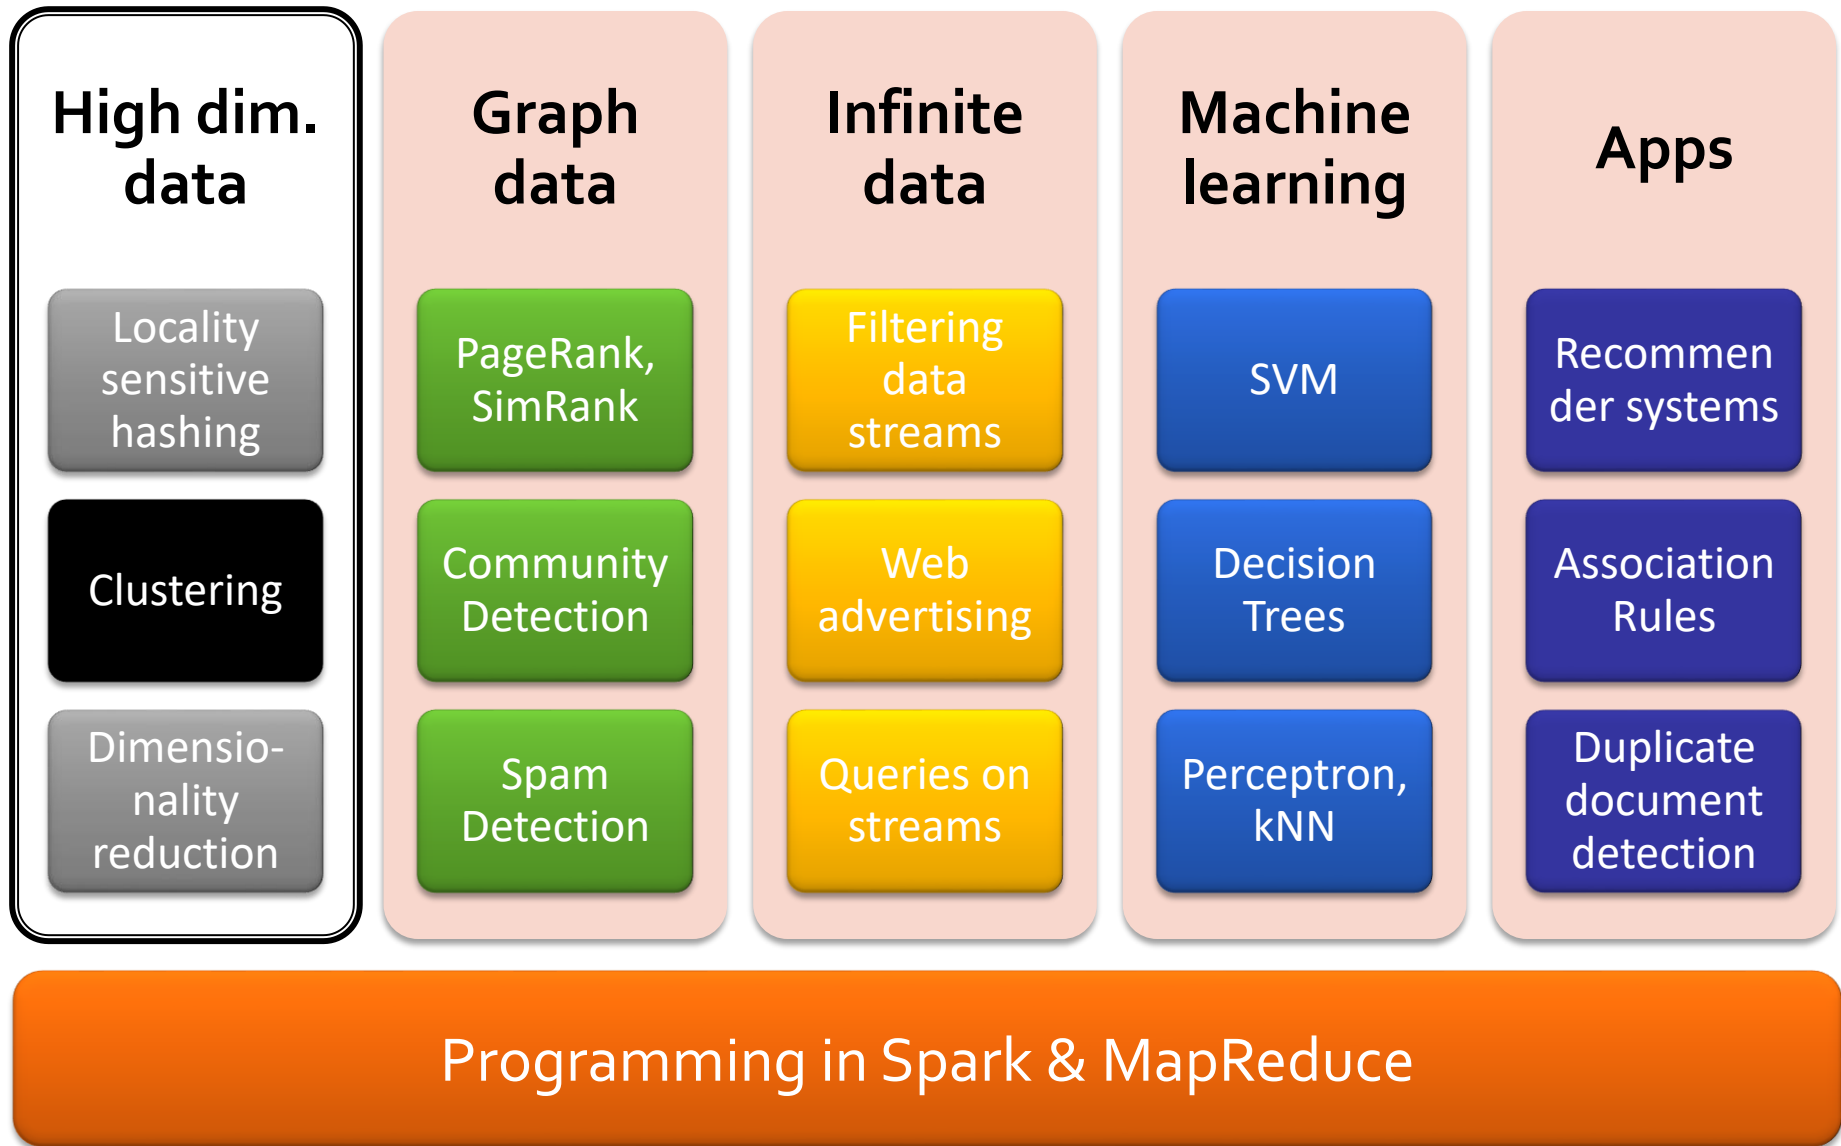 High dim.
data
Locality
sensitive
hashing
Clustering
Dimensio-
nality
reduction
Graph
data
PageRank,
SimRank
Community
Detection
Spam
Detection
Infinite
data
Filtering
data
streams
Web
advertising
Queries on
streams
Machine
learning
SVM
Decision
Trees
Perceptron,
kNN
Apps
Recommen
der systems
Association
Rules
Duplicate
document
detection
Programming in Spark & MapReduce